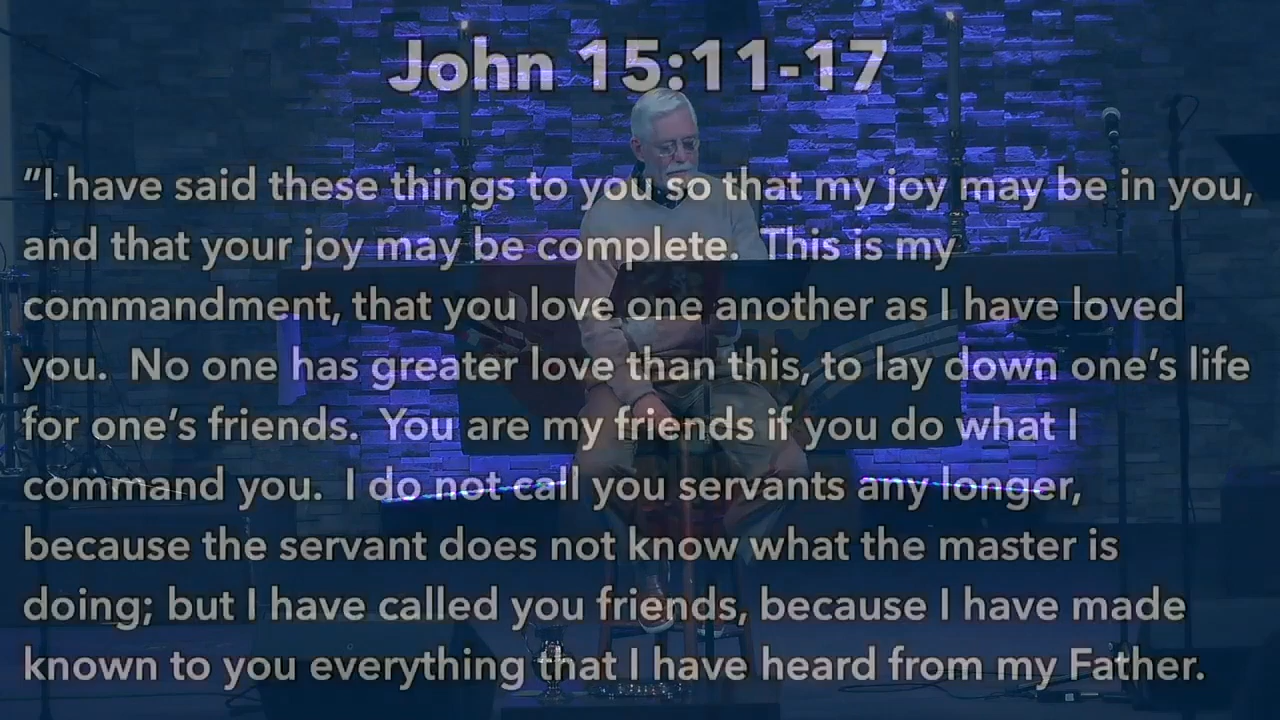 John 15:11-17
“I have said these things to you so that my joy may be in you,
and that your joy may be complete.  This is my
commandment, that you love one another as I have loved
you.  No one has greater love than this, to lay down one’s life
for one’s friends.  You are my friends if you do what I
command you.  I do not call you servants any longer,
because the servant does not know what the master is
doing; but I have called you friends, because I have made
known to you everything that I have heard from my Father.